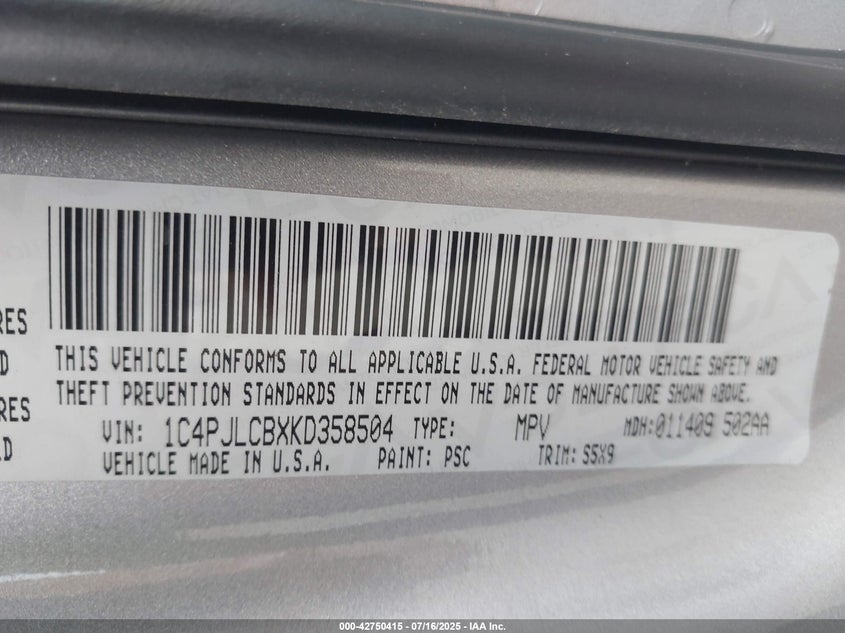 RES
THIS VEHICLE CONFORMS TO ALL APPLICABLE U.S.A. FEDERAL MOTOR VEHICLE SAFETY AND
D
THEFT PREVENTION STANDARDS IN EFFECT ON THE DATE OF MANUFACTURE SHOWN ABOVE.
RES
VIN: 1C4PJLCBXKD358504 TYPE: MPV MDH:011409 502AA
D
VEHICLE MADE IN U.S.A. PAINT: PSC TRIM: S5X9
000-42750415 - 07/16/2025 - IAA Inc.